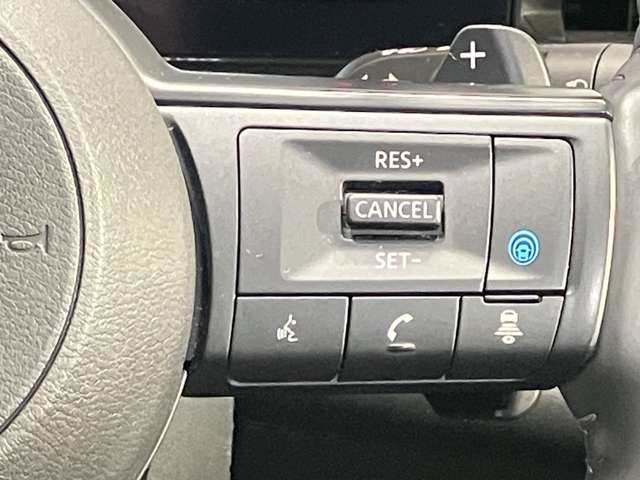 +
RES+
CANCEL
SET-